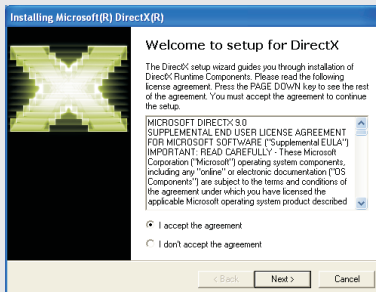 Installing Microsoft(R) DirectX(R)
Welcome to setup for DirectX
The DirectX setup wizard guides you through installation of
DirectX Runtime Components. Please read the following
license agreement. Press the PAGE DOWN key to see the rest
of the agreement. You must accept the agreement to continue
the setup.
MICROSOFT DIRECTX 9.0
SUPPLEMENTAL END USER LICENSE AGREEMENT
FOR MICROSOFT SOFTWARE ("Supplemental EULA")
IMPORTANT: READ CAREFULLY - These Microsoft
Corporation ("Microsoft") operating system components,
including any "online" or electronic documentation ("OS
Components") are subject to the terms and conditions of
the agreement under which you have licensed the
applicable Microsoft operating system product described
I accept the agreement
I don't accept the agreement
< Back Next > Cancel